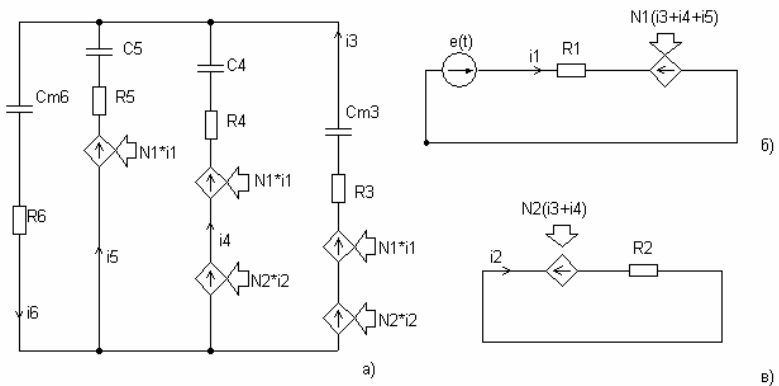 C5
Cm6
R5
N1*i1
R6
i5
i6
C4
R4
N1*i1
i4
N2*i2
i3
Cm3
R3
N1*i1
N2*i2
а)
e(t)
i1
R1
N1(i3+i4+i5)
б)
N2(i3+i4)
i2
R2
в)